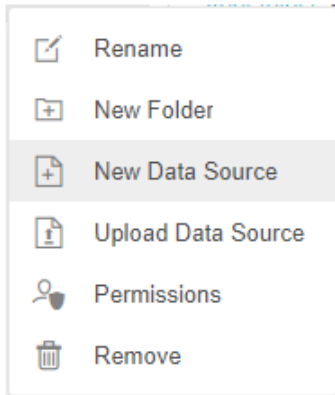 Rename
New Folder
New Data Source
Upload Data Source
Permissions
Remove